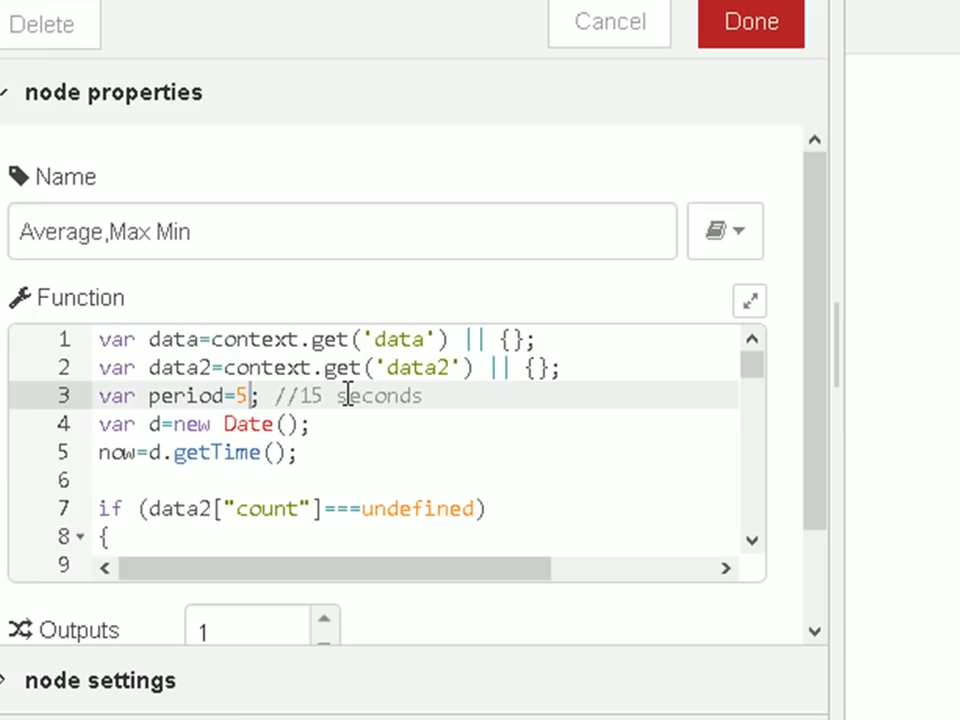 Delete
Cancel
Done
node properties
Name
Average,Max Min
Function
1 var data=context.get('data') || {};
2 var data2=context.get('data2') || {};
3 var period=5; //15 seconds
4 var d=new Date();
5 now=d.getTime();
6
7 if (data2["count"]===undefined)
8 {
9
Outputs
1
node settings